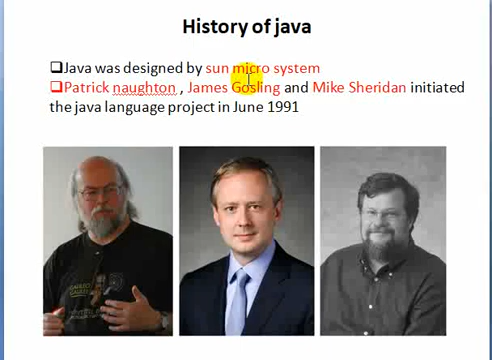 History of java
Java was designed by sun micro system
Patrick naughton , James Gosling and Mike Sheridan initiated
the java language project in June 1991